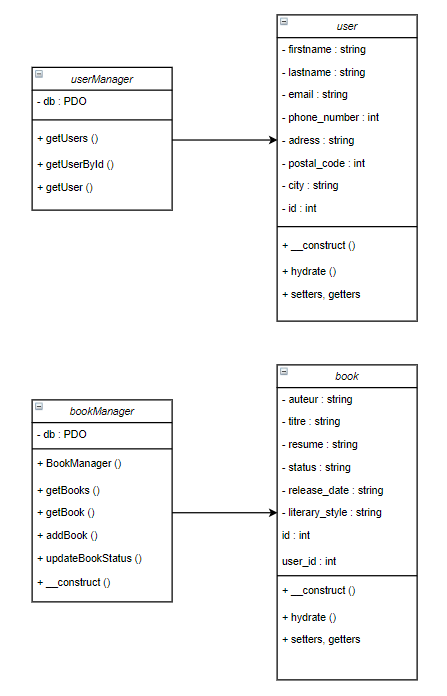 user
- firstname : string
- lastname : string
- email : string
- phone_number : int
- adress : string
- postal_code : int
- city : string
- id : int
+ __construct ()
+ hydrate ()
+ setters, getters
userManager
- db : PDO
+ getUsers ()
+ getUserById ()
+ getUser ()
book
- auteur : string
- titre : string
- resume : string
- status : string
- release_date : string
- literary_style : string
id : int
user_id : int
+ __construct ()
+ hydrate ()
+ setters, getters
bookManager
- db : PDO
+ BookManager ()
+ getBooks ()
+ getBook ()
+ addBook ()
+ updateBookStatus ()
+ __construct ()